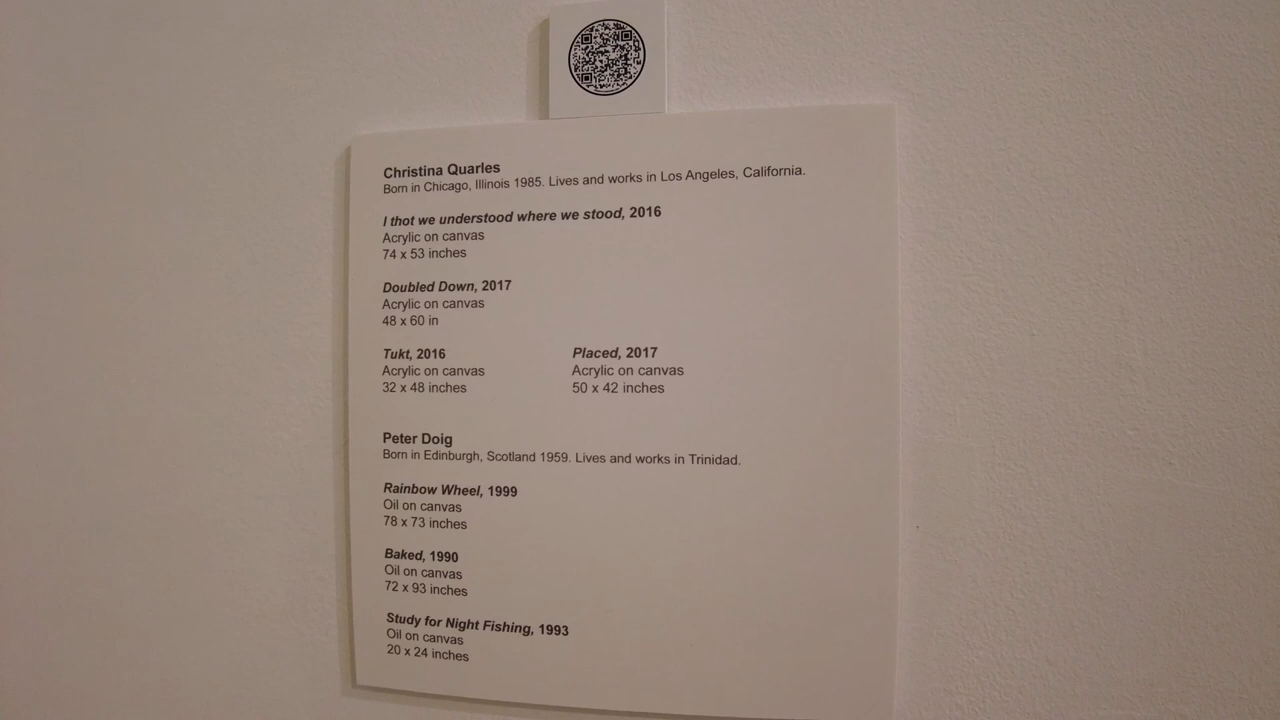 Christina Quarles
Born in Chicago, Illinois 1985. Lives and works in Los Angeles, California.
I thot we understood where we stood, 2016
Acrylic on canvas
74 x 53 inches
Doubled Down, 2017
Acrylic on canvas
48 x 60 in
Tukt, 2016
Acrylic on canvas
32 x 48 inches
Placed, 2017
Acrylic on canvas
50 x 42 inches
Peter Doig
Born in Edinburgh, Scotland 1959. Lives and works in Trinidad.
Rainbow Wheel, 1999
Oil on canvas
78 x 73 inches
Baked, 1990
Oil on canvas
72 x 93 inches
Study for Night Fishing, 1993
Oil on canvas
20 x 24 inches